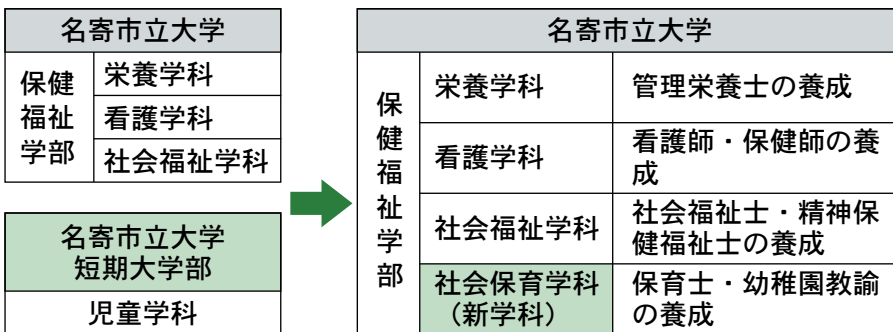 名寄市立大学
保健
福祉
学部
栄養学科
看護学科
社会福祉学科
名寄市立大学
短期大学部
児童学科
名寄市立大学
保健福祉学部
栄養学科
管理栄養士の養成
看護学科
看護師・保健師の養
成
社会福祉学科
社会福祉士・精神保
健福祉士の養成
社会保育学科
（新学科）
保育士・幼稚園教諭
の養成